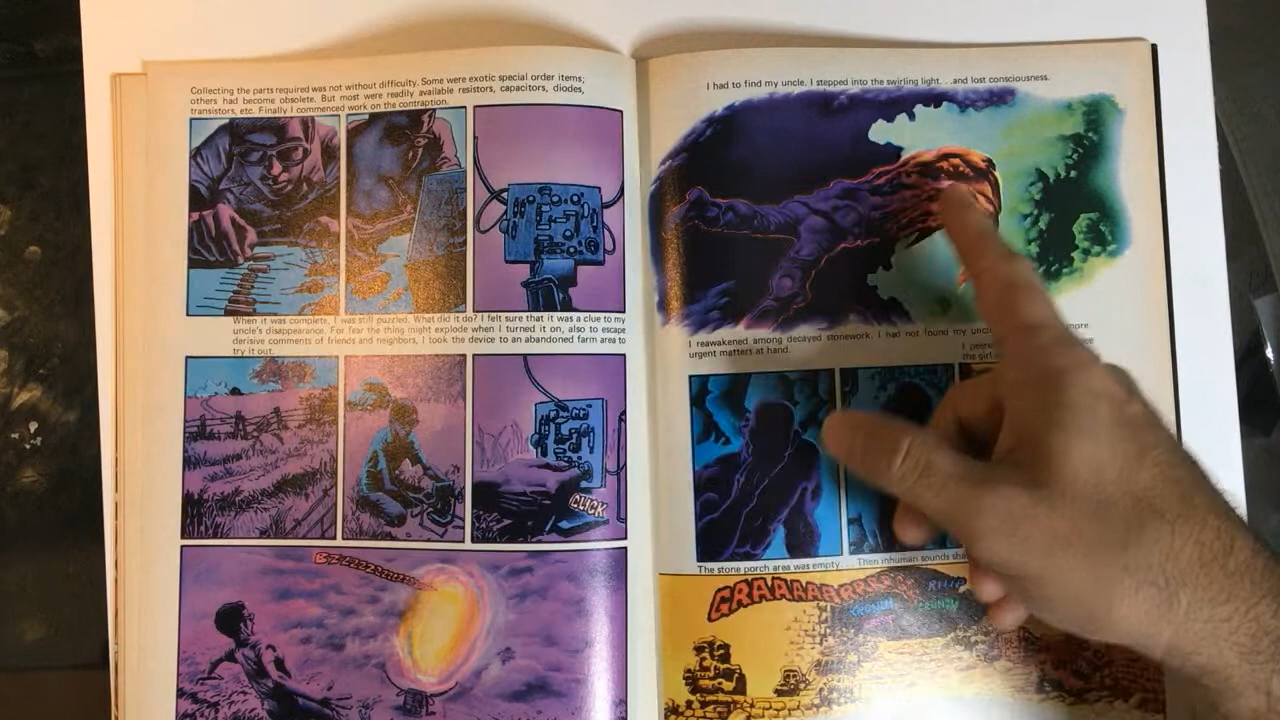 Collecting the parts required was not without difficulty. Some were exotic special order items;
others had become obsolete. But most were readily available resistors, capacitors, diodes,
transistors, etc. Finally I commenced work on the contraption.
When it was complete, I was still puzzled. What did it do? I felt sure that it was a clue to my
uncle's disappearance. For fear the thing might explode when I turned it on, also to escape
derisive comments of friends and neighbors, I took the device to an abandoned farm area to
try it out.
CLICK
BZZZZZZZZZ
I had to find my uncle. I stepped into the swirling light. . .and lost consciousness.
I reawakened among decayed stonework. I had not found my more
urgent matters at hand.
I
the girl
The stone porch area was empty. . . Then inhuman sounds
GRAAAAARRRRR
CRUNCH